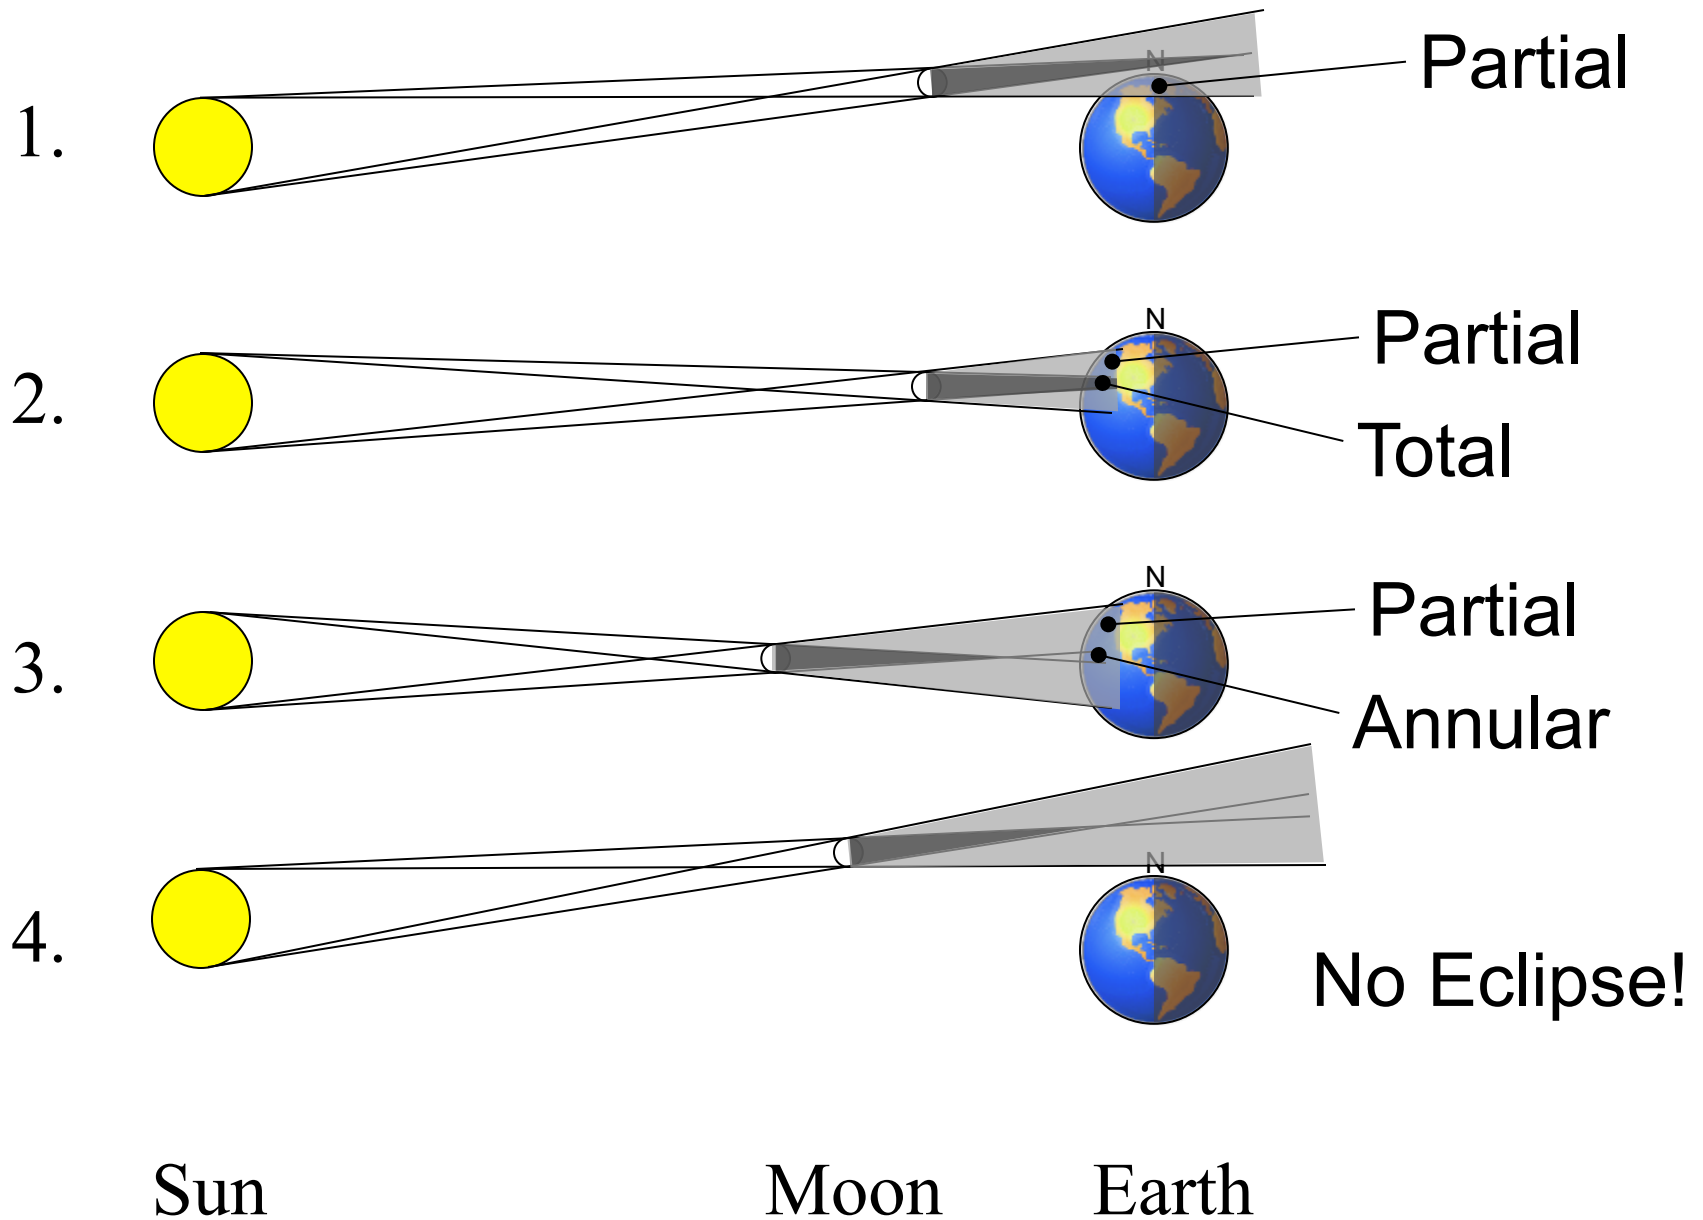 1.
N
Partial
2.
N
Partial
Total
3.
N
Partial
Annular
4.
N
No Eclipse!
Sun Moon Earth